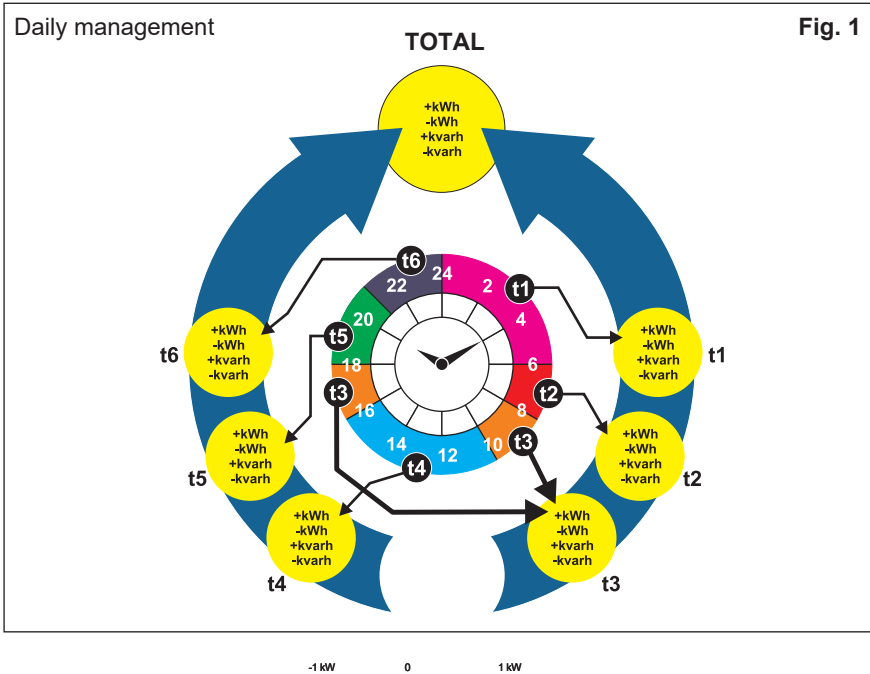 Daily management
Fig. 1
TOTAL
+kWh
-kWh
+kvarh
-kvarh
t6
24
2
22
t1
4
20
t5
+kWh
-kWh
+kvarh
-kvarh
t6
+kWh
-kWh
+kvarh
-kvarh
t1
18
6
t3
t2
16
8
14
12
10
t3
t4
+kWh
-kWh
+kvarh
-kvarh
t5
+kWh
-kWh
+kvarh
-kvarh
t2
+kWh
-kWh
+kvarh
-kvarh
t4
+kWh
-kWh
+kvarh
-kvarh
t3
-1 kW 0 1 kW